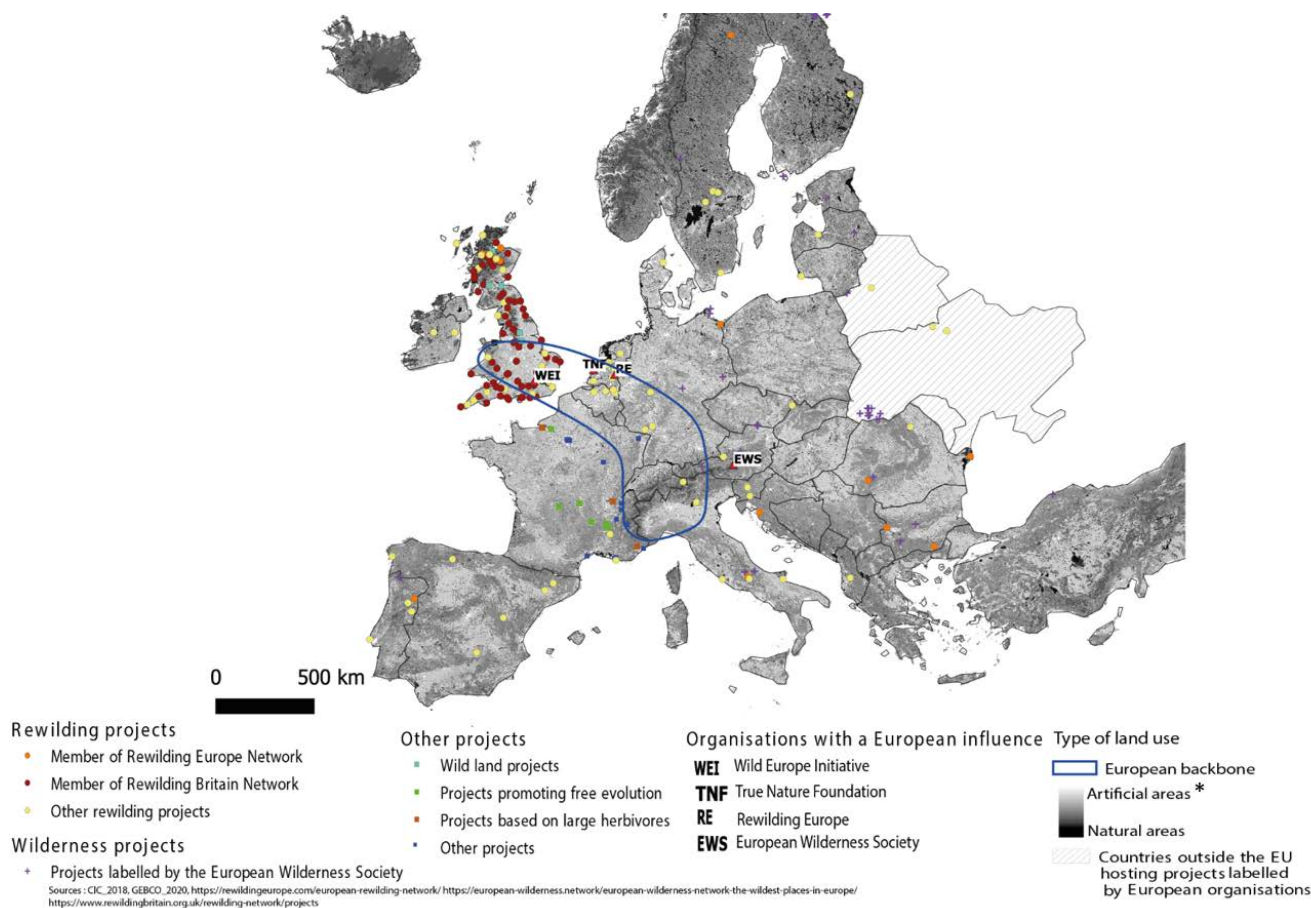 TNF
RE
WEI
EWS
0 500 km
Rewilding projects
Member of Rewilding Europe Network
Member of Rewilding Britain Network
Other rewilding projects
Wilderness projects
Projects labelled by the European Wilderness Society
Other projects
Wild land projects
Projects promoting free evolution
Projects based on large herbivores
Other projects
Organisations with a European influence
WEI Wild Europe Initiative
TNF True Nature Foundation
RE Rewilding Europe
EWS European Wilderness Society
Type of land use
European backbone
Artificial areas *
Natural areas
Countries outside the EU
hosting projects labelled
by European organisations
Sources : CIC_2018, GEBCO_2020, https://rewildingeurope.com/european-rewilding-network/ https://european-wilderness.network/european-wilderness-network-the-wildest-places-in-europe/
https://www.rewildingbritain.org.uk/rewilding-network/projects